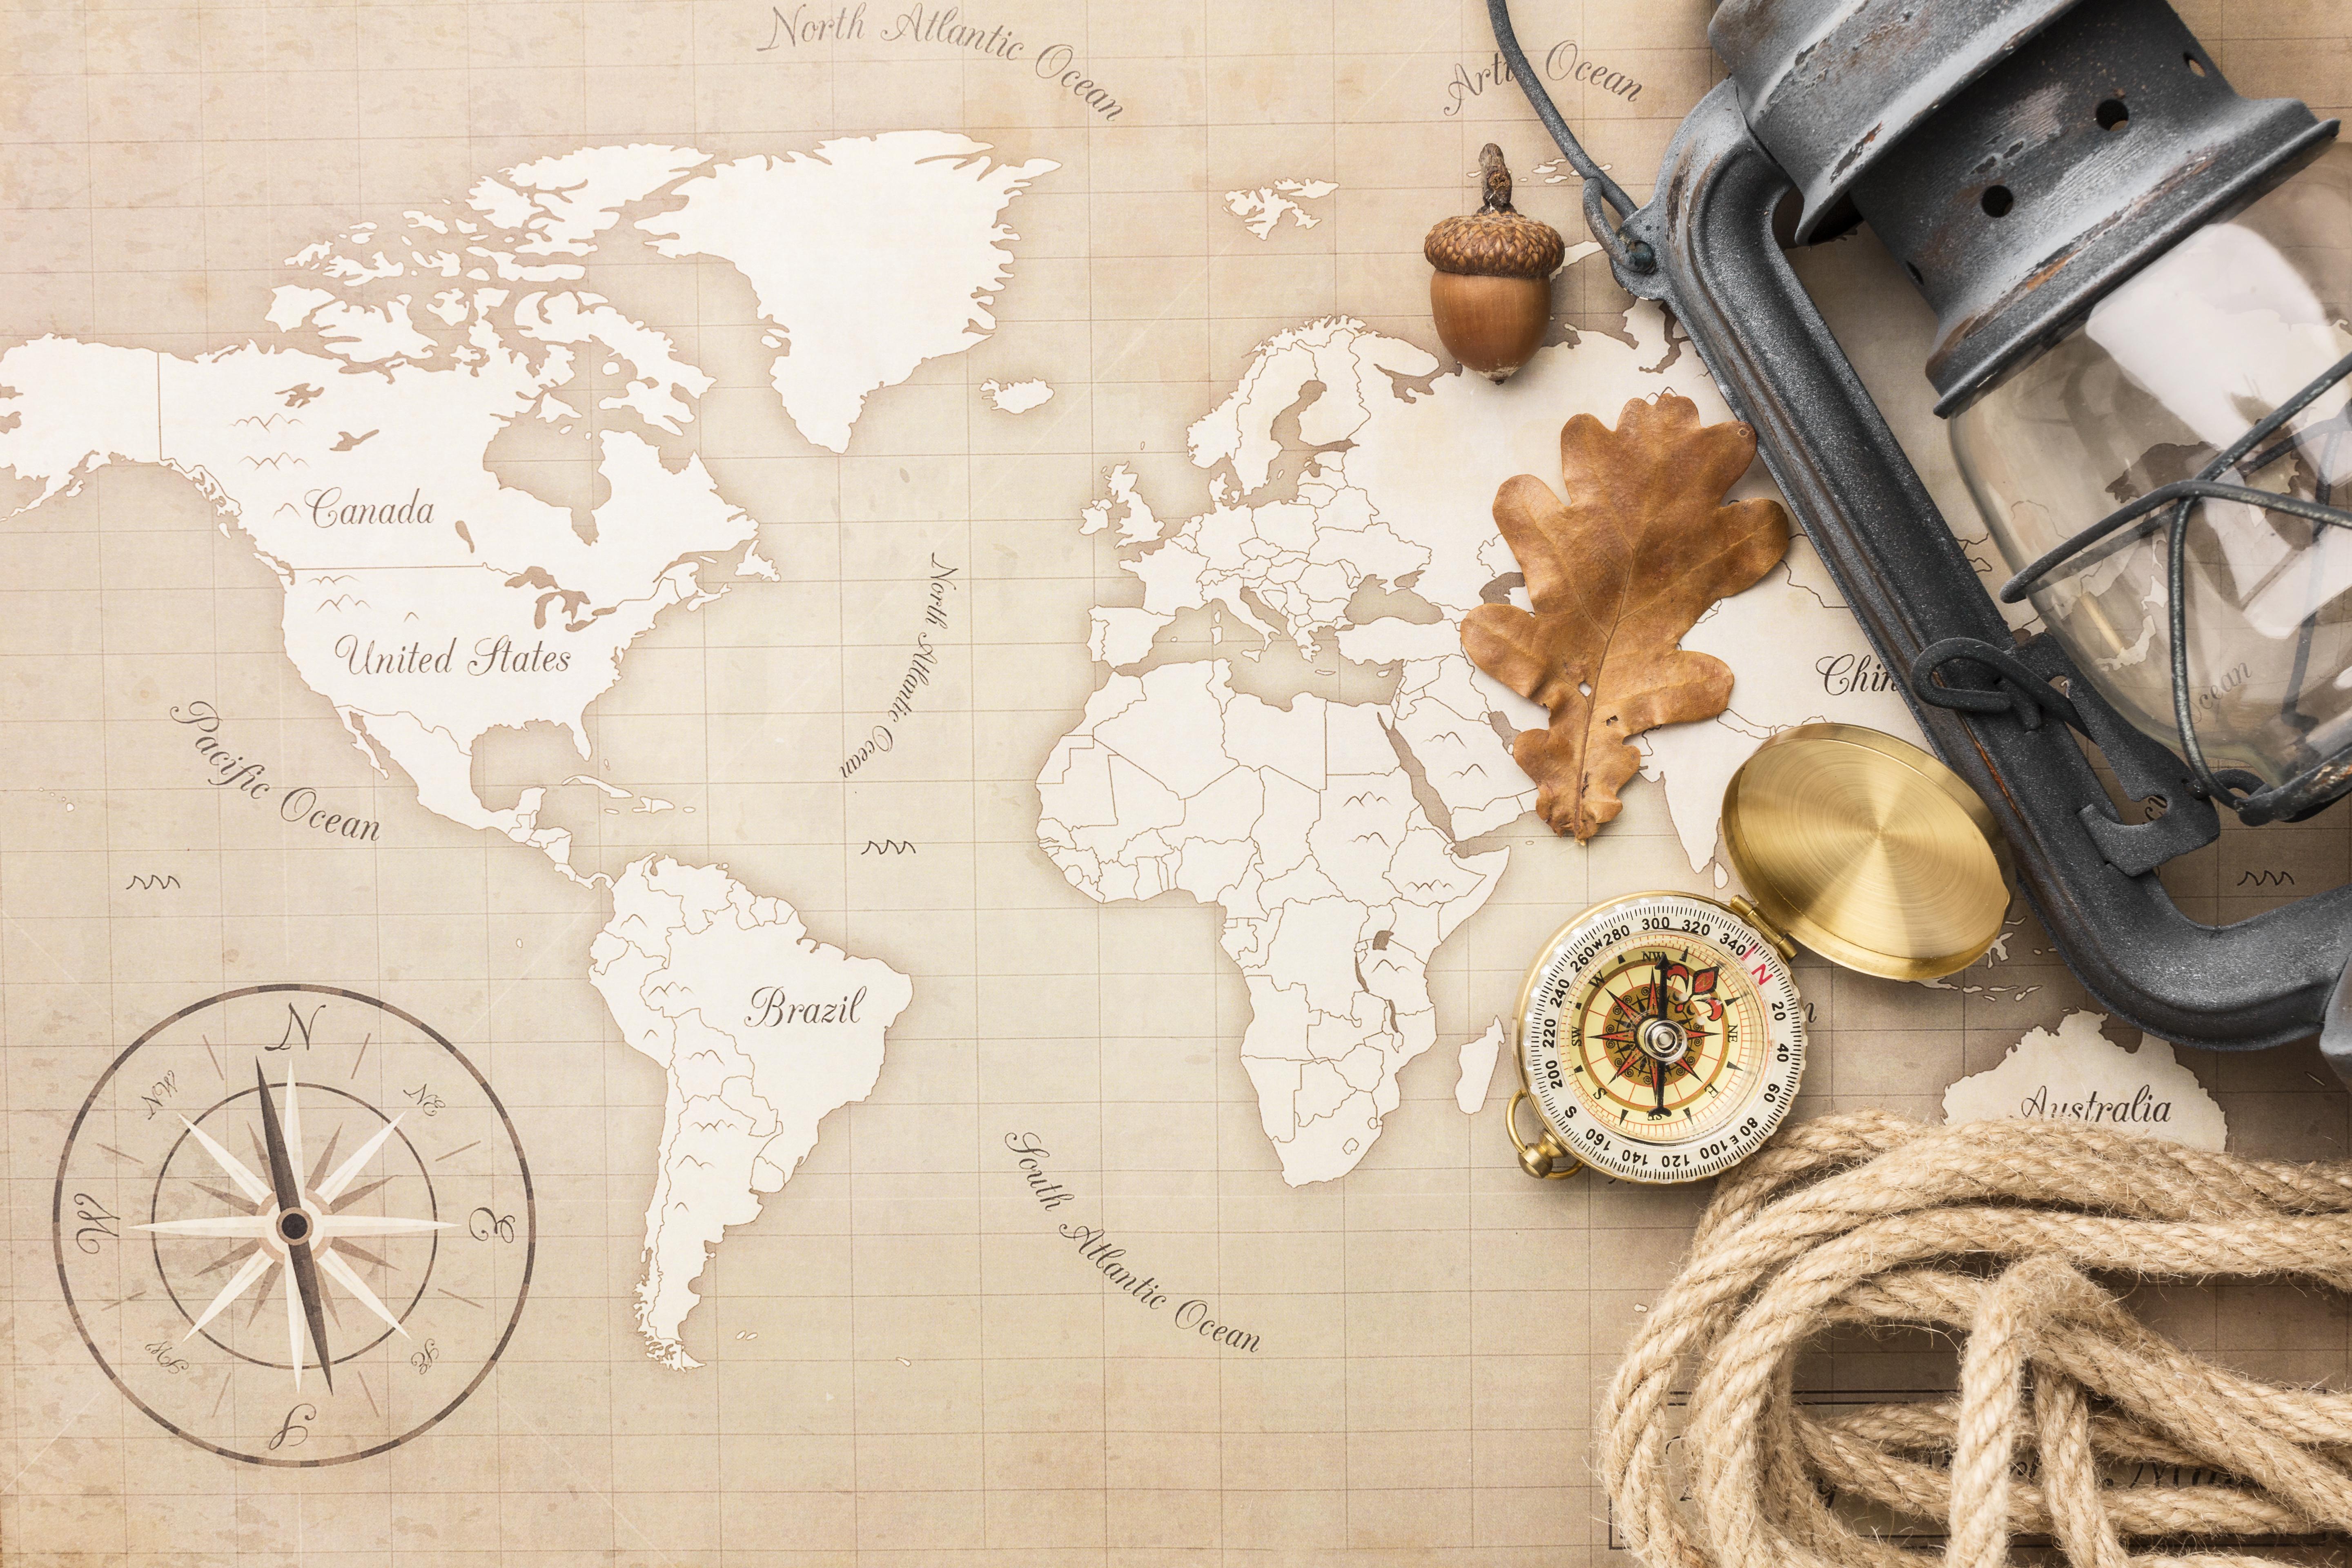 North Atlantic Ocean
Arti Ocean
Canada
United States
North Atlantic Ocean
Pacific Ocean
Chin
cean
Brazil
Australia
South Atlantic Ocean
N
NE
E
SE
S
SW
W
NW
N
20
40
60
80
E 100
120
140
160
S
200
220
240
260
W 280
300
320
340
NW
NE
E
SE
S
SW
W